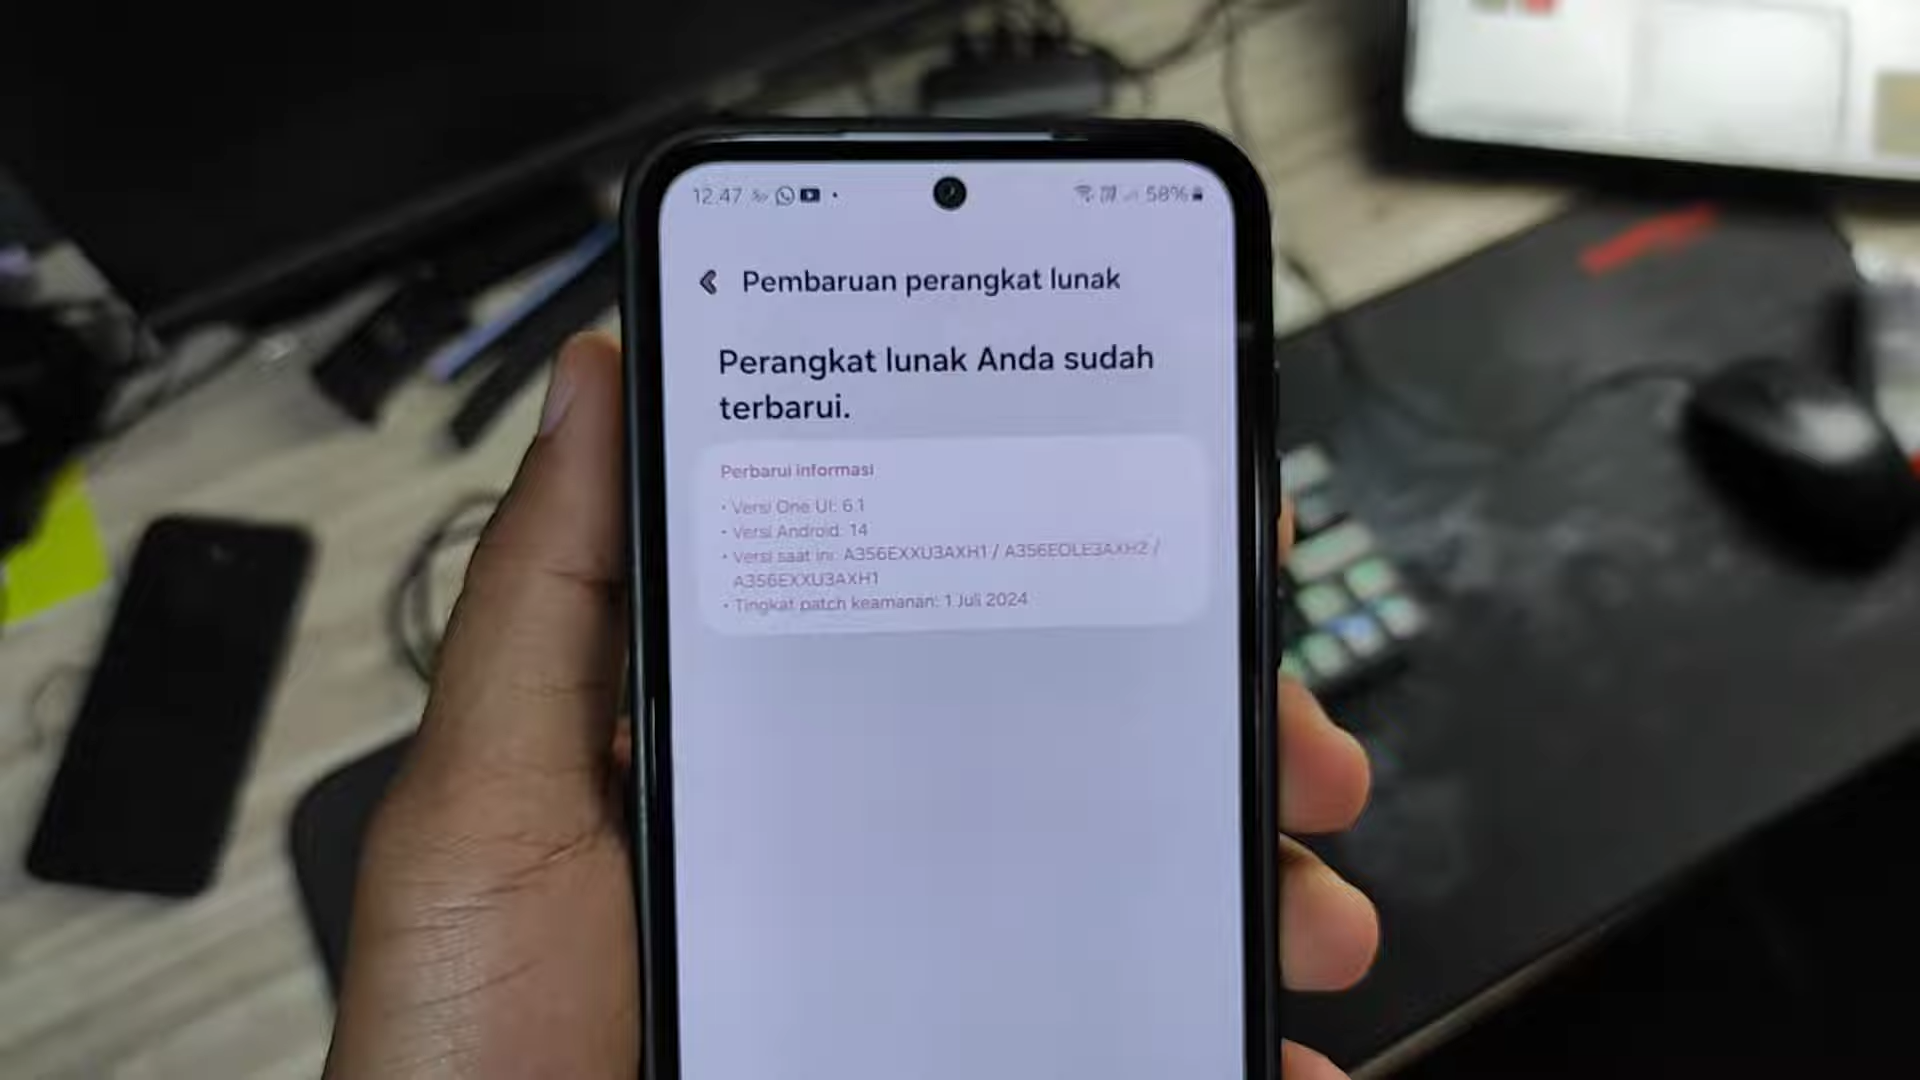 12.47 58%
Pembaruan perangkat lunak
Perangkat lunak Anda sudah
terbarui.
Perbarui informasi
• Versi One UI: 6.1
• Versi Android: 14
• Versi saat ini: A356EXXU3AXH1 / A356EOLE3AXH2 /
A356EXXU3AXH1
• Tingkat patch keamanan: 1 Juli 2024